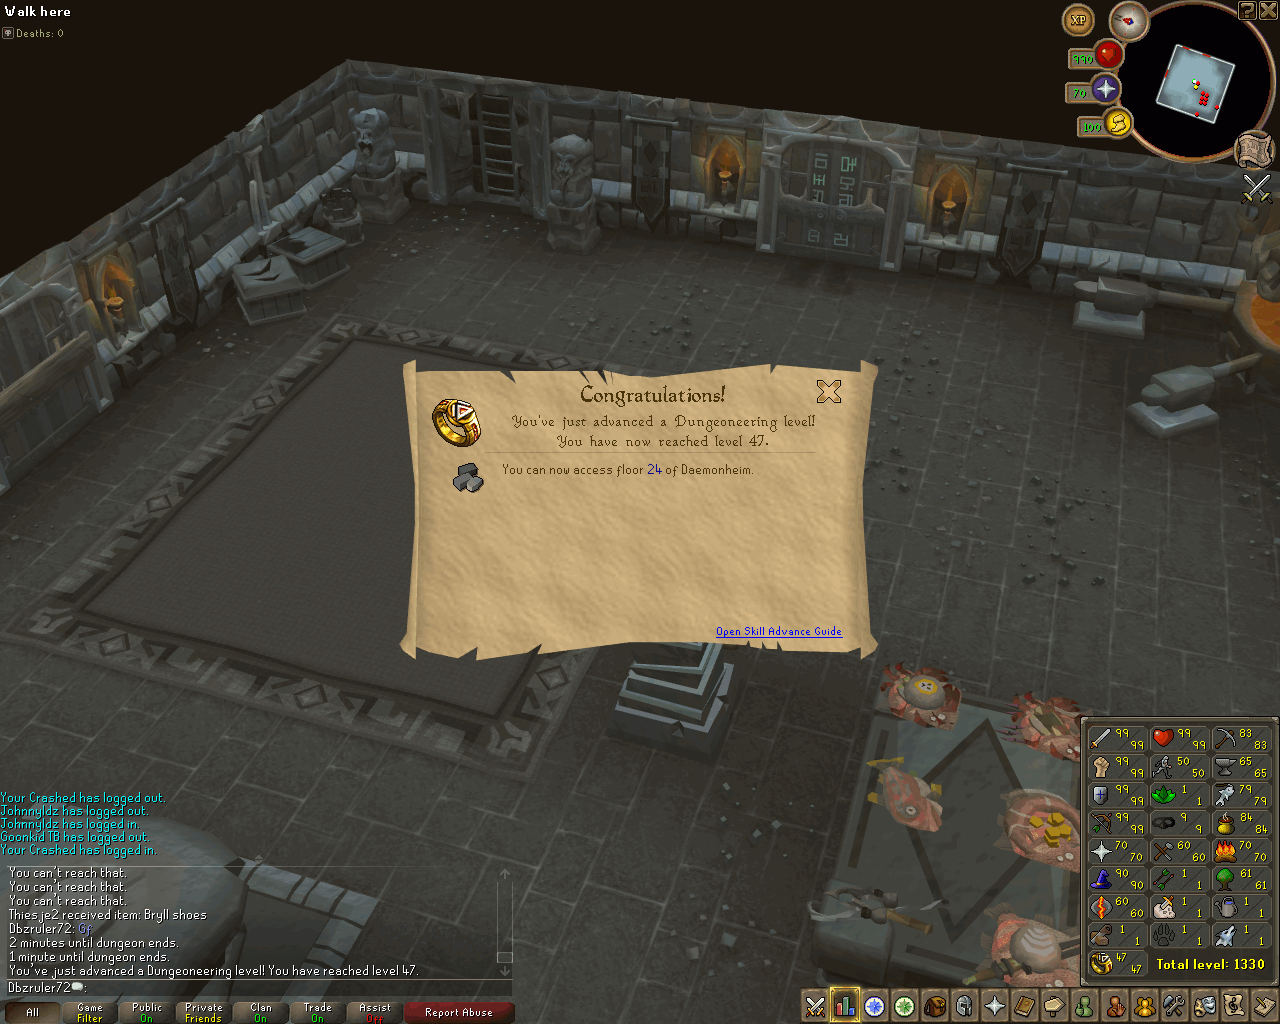 Walk here
Deaths: 0
XP
990
70
100
Congratulations!
You've just advanced a Dungeoneering level!
You have now reached level 47.
You can now access floor 24 of Daemonheim.
Open Skill Advance Guide
Your Crashed has logged out.
Johnnyldz has logged out.
Johnnyldz has logged in.
Goonkid TB has logged out.
Your Crashed has logged in.
You can't reach that.
You can't reach that.
You can't reach that.
Thiesje2 received item: Bryll shoes
Dbzruler72: Gf
2 minutes until dungeon ends.
1 minute until dungeon ends.
You've just advanced a Dungeoneering level! You have reached level 47.
Dbzruler72:
99 99 99 99 83 83
99 99 50 50 65 65
99 99 1 1 79 79
99 99 9 9 84 84
70 70 60 60 70 70
90 90 1 1 61 61
60 60 1 1 1 1
1 1 1 1 1 1
47 47 Total level: 1330
All Game Public Private Clan Trade Assist Report Abuse
Filter On Friends On On Off